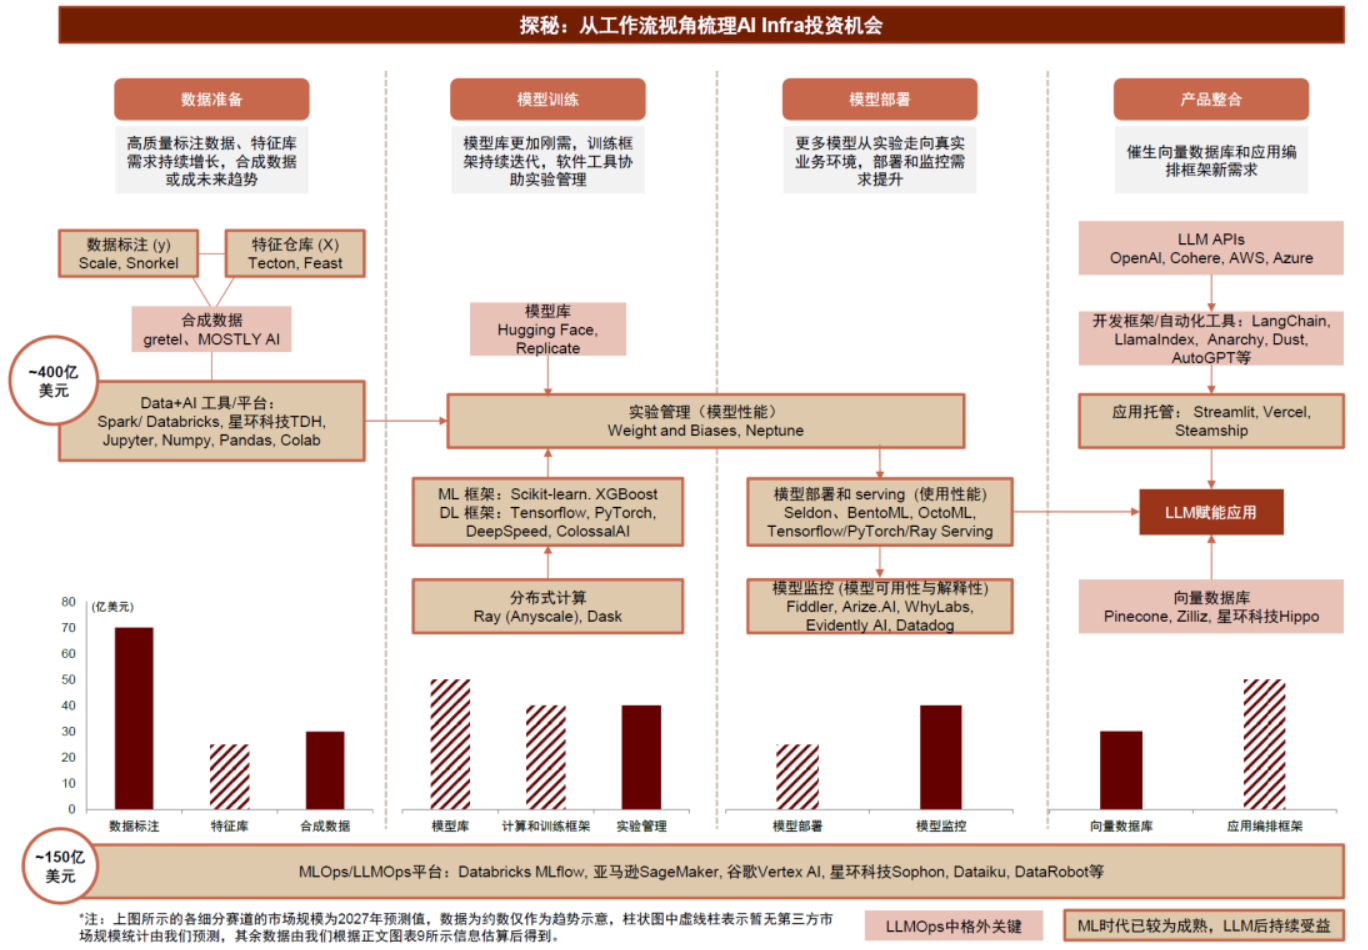 探秘：从工作流视角梳理AI Infra投资机会
数据准备
高质量标注数据、特征库
需求持续增长，合成数据
或成未来趋势
模型训练
模型库更加刚需，训练框
架持续迭代，软件工具协
助实验管理
模型部署
更多模型从实验走向真实
业务环境，部署和监控需
求提升
产品整合
催生向量数据库和应用编
排框架新需求
数据标注 (y)
Scale, Snorkel
特征仓库 (X)
Tecton, Feast
合成数据
gretel、MOSTLY AI
~400亿
美元
Data+AI 工具/平台：
Spark/ Databricks, 星环科技TDH,
Jupyter, Numpy, Pandas, Colab
模型库
Hugging Face,
Replicate
实验管理（模型性能）
Weight and Biases, Neptune
ML 框架：Scikit-learn. XGBoost
DL 框架：Tensorflow, PyTorch,
DeepSpeed, ColossalAI
分布式计算
Ray (Anyscale), Dask
模型部署和 serving（使用性能）
Seldon、BentoML, OctoML,
Tensorflow/PyTorch/Ray Serving
模型监控 (模型可用性与解释性)
Fiddler, Arize.AI, WhyLabs,
Evidently AI, Datadog
LLM APIs
OpenAI, Cohere, AWS, Azure
开发框架/自动化工具：LangChain,
LlamaIndex, Anarchy, Dust,
AutoGPT等
应用托管： Streamlit, Vercel,
Steamship
LLM赋能应用
向量数据库
Pinecone, Zilliz, 星环科技Hippo
(亿美元)
80
70
60
50
40
30
20
10
0
数据标注
特征库
合成数据
模型库
计算和训练框架
实验管理
模型部署
模型监控
向量数据库
应用编排框架
~150亿
美元
MLOps/LLMOps平台：Databricks MLflow, 亚马逊SageMaker, 谷歌Vertex AI, 星环科技Sophon, Dataiku, DataRobot等
*注：上图所示的各细分赛道的市场规模为2027年预测值，数据为约数仅作为趋势示意，柱状图中虚线柱表示暂无第三方市
场规模统计由我们预测，其余数据由我们根据正文图表9所示信息估算后得到。
LLMOps中格外关键
ML时代已较为成熟，LLM后持续受益